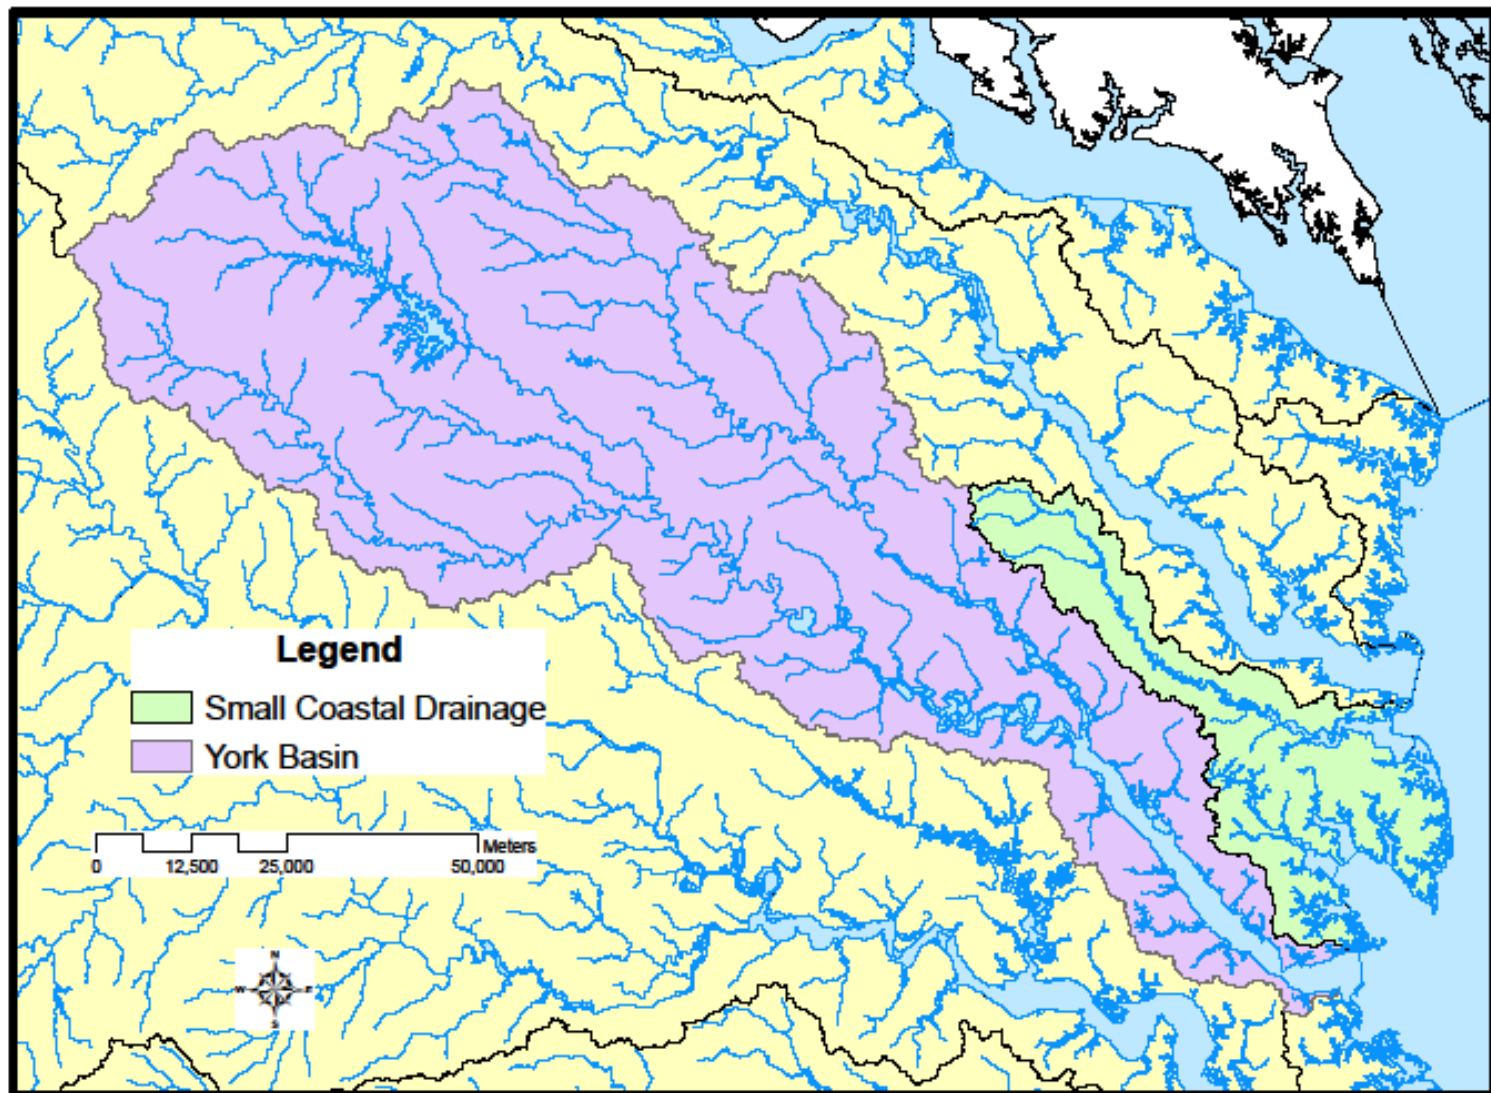 Legend
Small Coastal Drainage
York Basin
Meters
0 12,500 25,000 50,000
N
W E
S